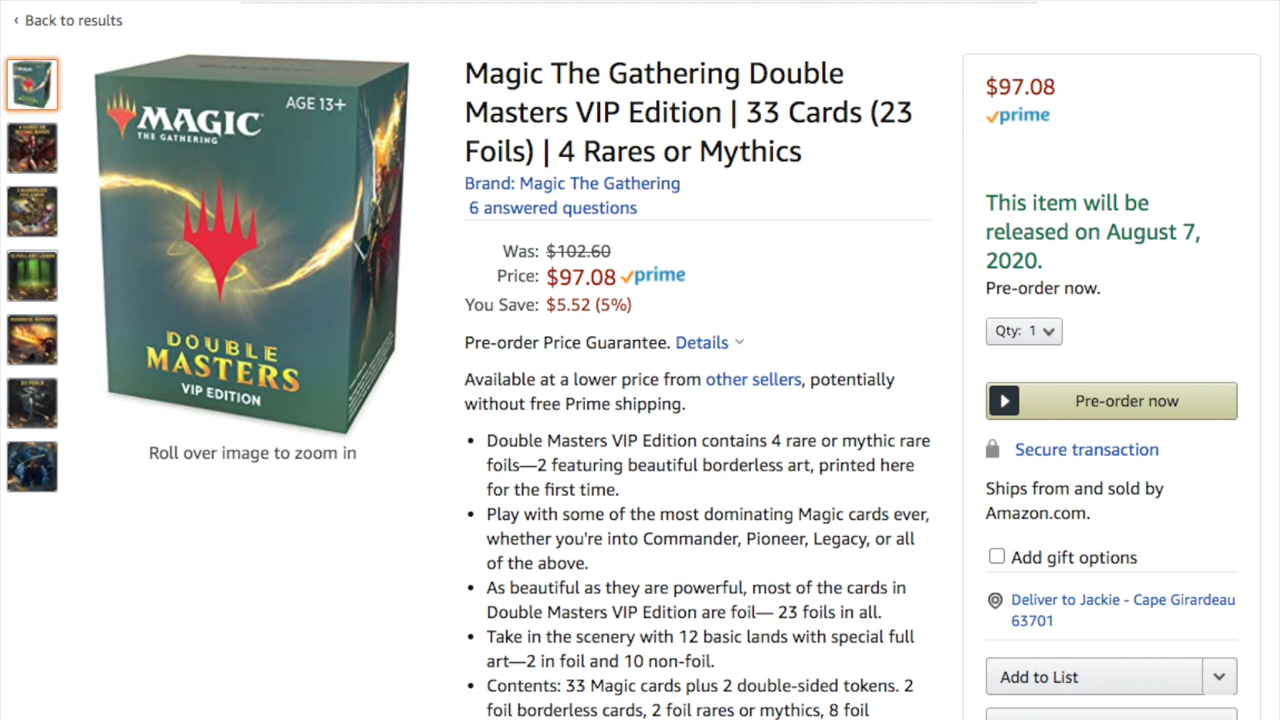 ‹ Back to results
AGE 13+
MAGIC
THE GATHERING
DOUBLE
MASTERS
VIP EDITION
Roll over image to zoom in
Magic The Gathering Double
Masters VIP Edition | 33 Cards (23
Foils) | 4 Rares or Mythics
Brand: Magic The Gathering
6 answered questions
Was: $102.60
Price: $97.08 prime
You Save: $5.52 (5%)
Pre-order Price Guarantee. Details
Available at a lower price from other sellers, potentially
without free Prime shipping.
• Double Masters VIP Edition contains 4 rare or mythic rare
foils—2 featuring beautiful borderless art, printed here
for the first time.
• Play with some of the most dominating Magic cards ever,
whether you're into Commander, Pioneer, Legacy, or all
of the above.
• As beautiful as they are powerful, most of the cards in
Double Masters VIP Edition are foil— 23 foils in all.
• Take in the scenery with 12 basic lands with special full
art—2 in foil and 10 non-foil.
• Contents: 33 Magic cards plus 2 double-sided tokens. 2
foil borderless cards, 2 foil rares or mythics, 8 foil
$97.08
prime
This item will be
released on August 7,
2020.
Pre-order now.
Qty: 1
Pre-order now
Secure transaction
Ships from and sold by
Amazon.com.
Add gift options
Deliver to Jackie - Cape Girardeau
63701
Add to List